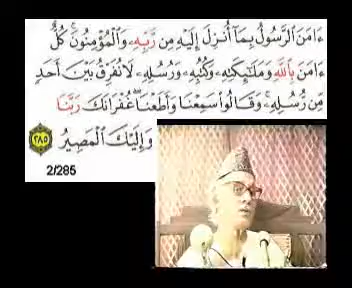 ءَامَنَ ٱلرَّسُولُ بِمَآ أُنزِلَ إِلَيْهِ مِن رَّبِّهِۦ وَٱلْمُؤْمِنُونَ ۚ كُلٌّ
ءَامَنَ بِٱللَّهِ وَمَلَـٰٓئِكَتِهِۦ وَكُتُبِهِۦ وَرُسُلِهِۦ لَا نُفَرِّقُ بَيْنَ أَحَدٍ
مِّن رُّسُلِهِۦ ۚ وَقَالُوا۟ سَمِعْنَا وَأَطَعْنَا ۖ غُفْرَانَكَ رَبَّنَا
وَإِلَيْكَ ٱلْمَصِيرُ ٢٨٥
2/285